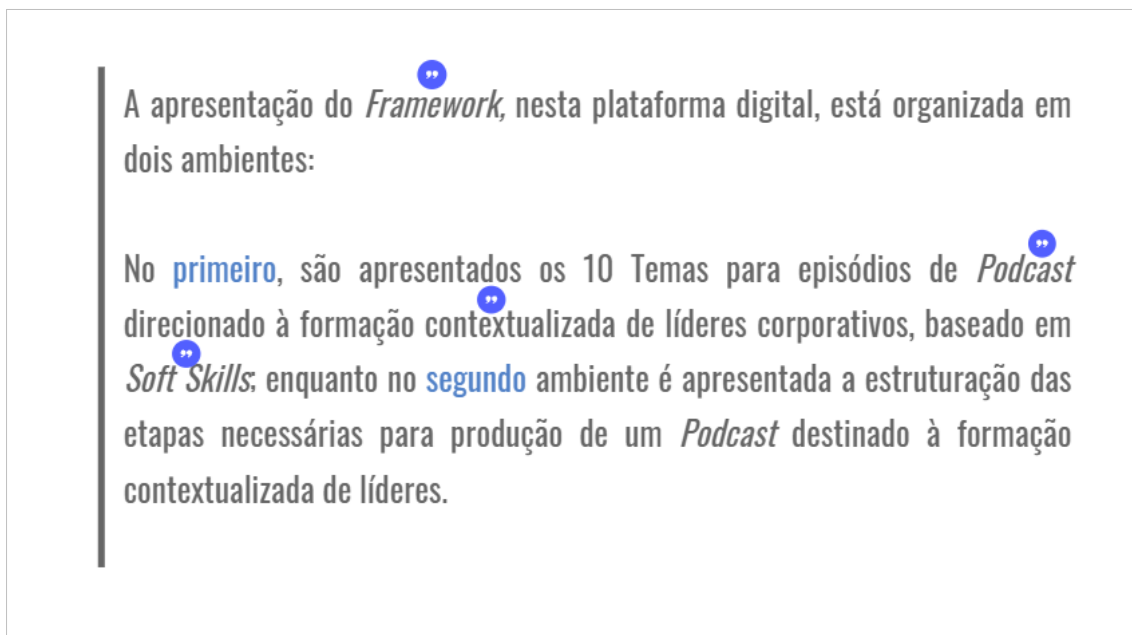 A apresentação do Framework, nesta plataforma digital, está organizada em
dois ambientes:
No primeiro, são apresentados os 10 Temas para episódios de Podcast
direcionado à formação contextualizada de líderes corporativos, baseado em
Soft Skills; enquanto no segundo ambiente é apresentada a estruturação das
etapas necessárias para produção de um Podcast destinado à formação
contextualizada de líderes.